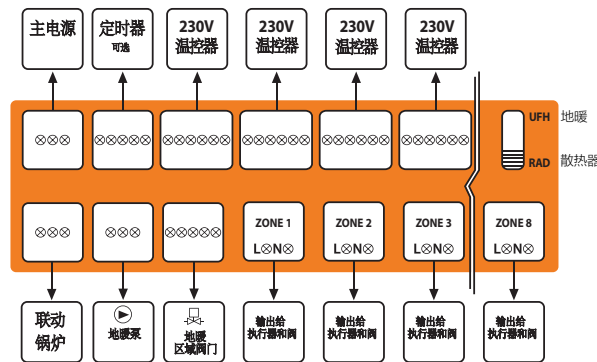 主电源
定时器
可选
230V
温控器
230V
温控器
230V
温控器
230V
温控器
UFH 地暖
RAD 散热器
ZONE 1
L⊗N⊗
ZONE 2
L⊗N⊗
ZONE 3
L⊗N⊗
ZONE 8
L⊗N⊗
联动
锅炉
地暖泵
地暖
区域阀门
输出给
执行器和阀
输出给
执行器和阀
输出给
执行器和阀
输出给
执行器和阀